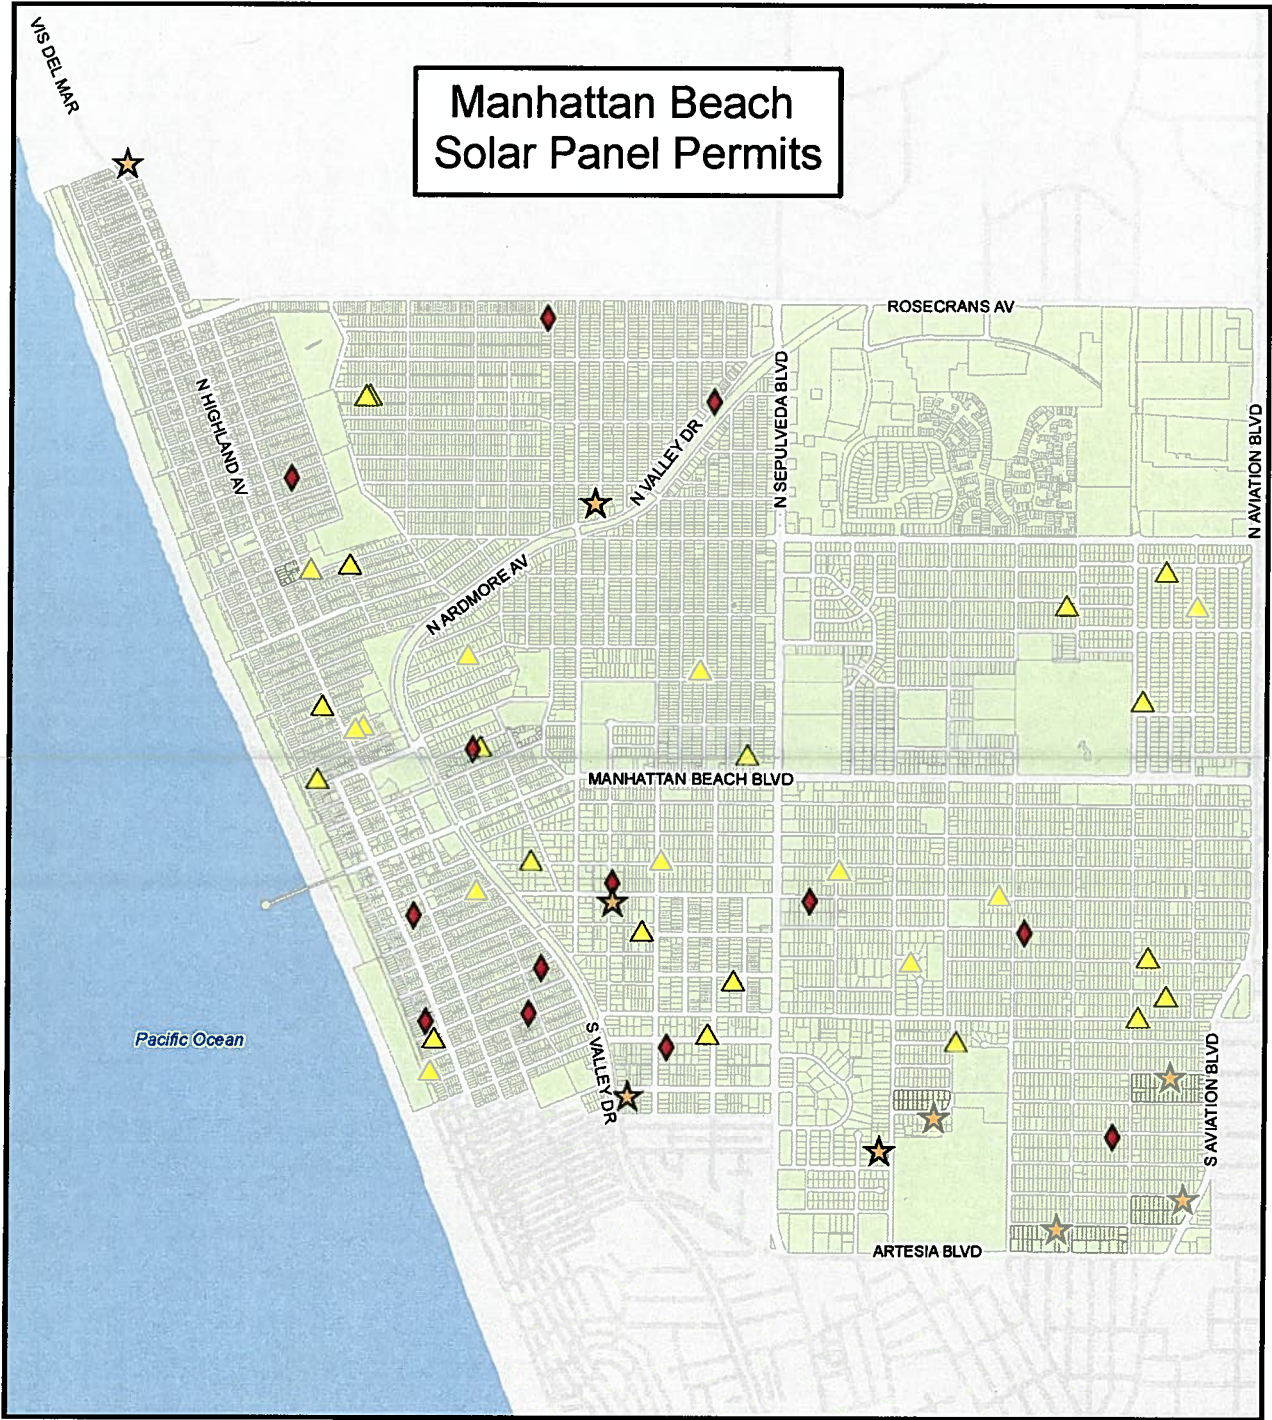 VIS DEL MAR
Manhattan Beach
Solar Panel Permits
ROSECRANS AV
N HIGHLAND AV
N VALLEY DR
N SEPULVEDA BLVD
N AVIATION BLVD
N ARDMORE AV
MANHATTAN BEACH BLVD
Pacific Ocean
S VALLEY DR
S AVIATION BLVD
ARTESIA BLVD